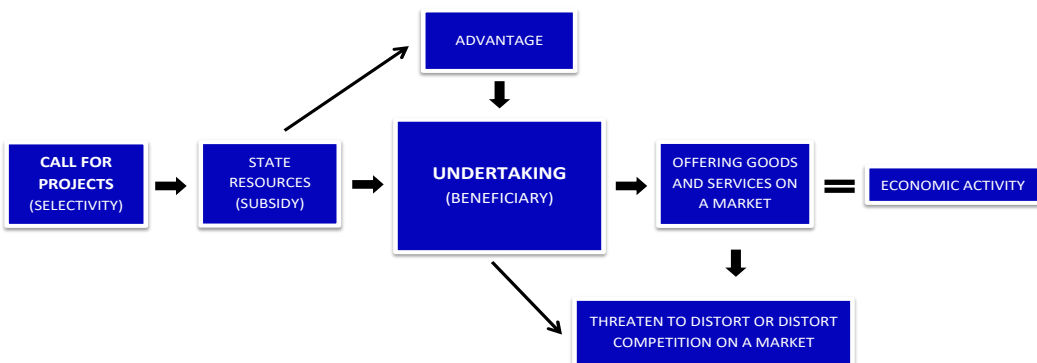 ADVANTAGE
CALL FOR
PROJECTS
(SELECTIVITY)
STATE
RESOURCES
(SUBSIDY)
UNDERTAKING
(BENEFICIARY)
OFFERING GOODS
AND SERVICES ON
A MARKET
ECONOMIC ACTIVITY
THREATEN TO DISTORT OR DISTORT
COMPETITION ON A MARKET